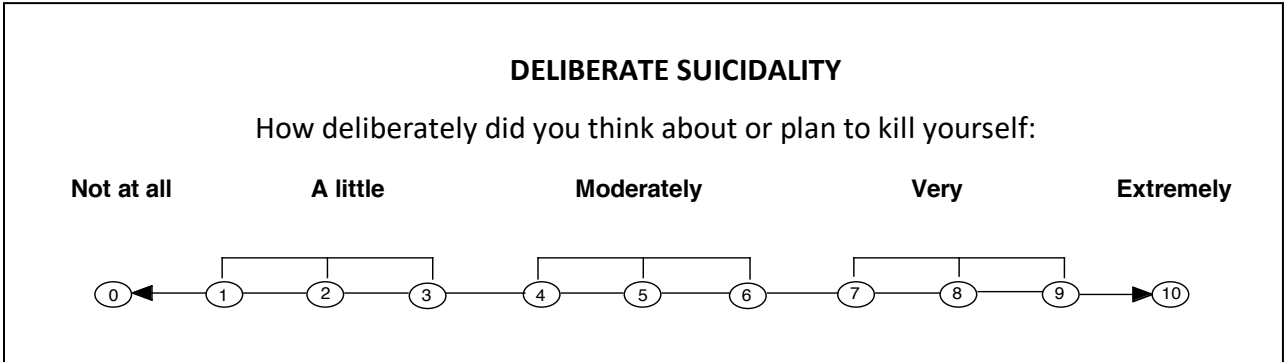 DELIBERATE SUICIDALITY
How deliberately did you think about or plan to kill yourself:
Not at all A little Moderately Very Extremely
0 1 2 3 4 5 6 7 8 9 10